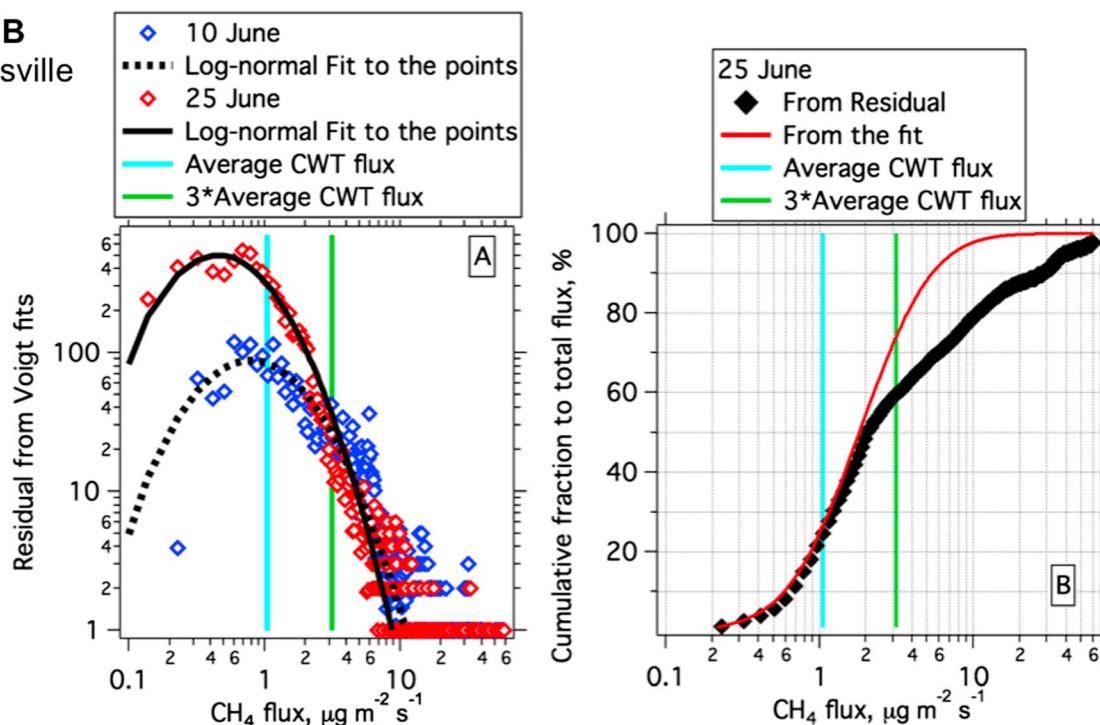 B
sville
10 June
Log-normal Fit to the points
25 June
Log-normal Fit to the points
Average CWT flux
3*Average CWT flux
A
Residual from Voigt fits
6
4
2
100
6
4
2
10
6
4
2
1
0.1
2
4
6
1
2
4
6
10
2
4
6
CH₄ flux, µg m⁻² s⁻¹
25 June
From Residual
From the fit
Average CWT flux
3*Average CWT flux
B
Cumulative fraction to total flux, %
100
80
60
40
20
0.1
2
4
6
1
2
4
6
10
2
4
6
CH₄ flux, µg m⁻² s⁻¹